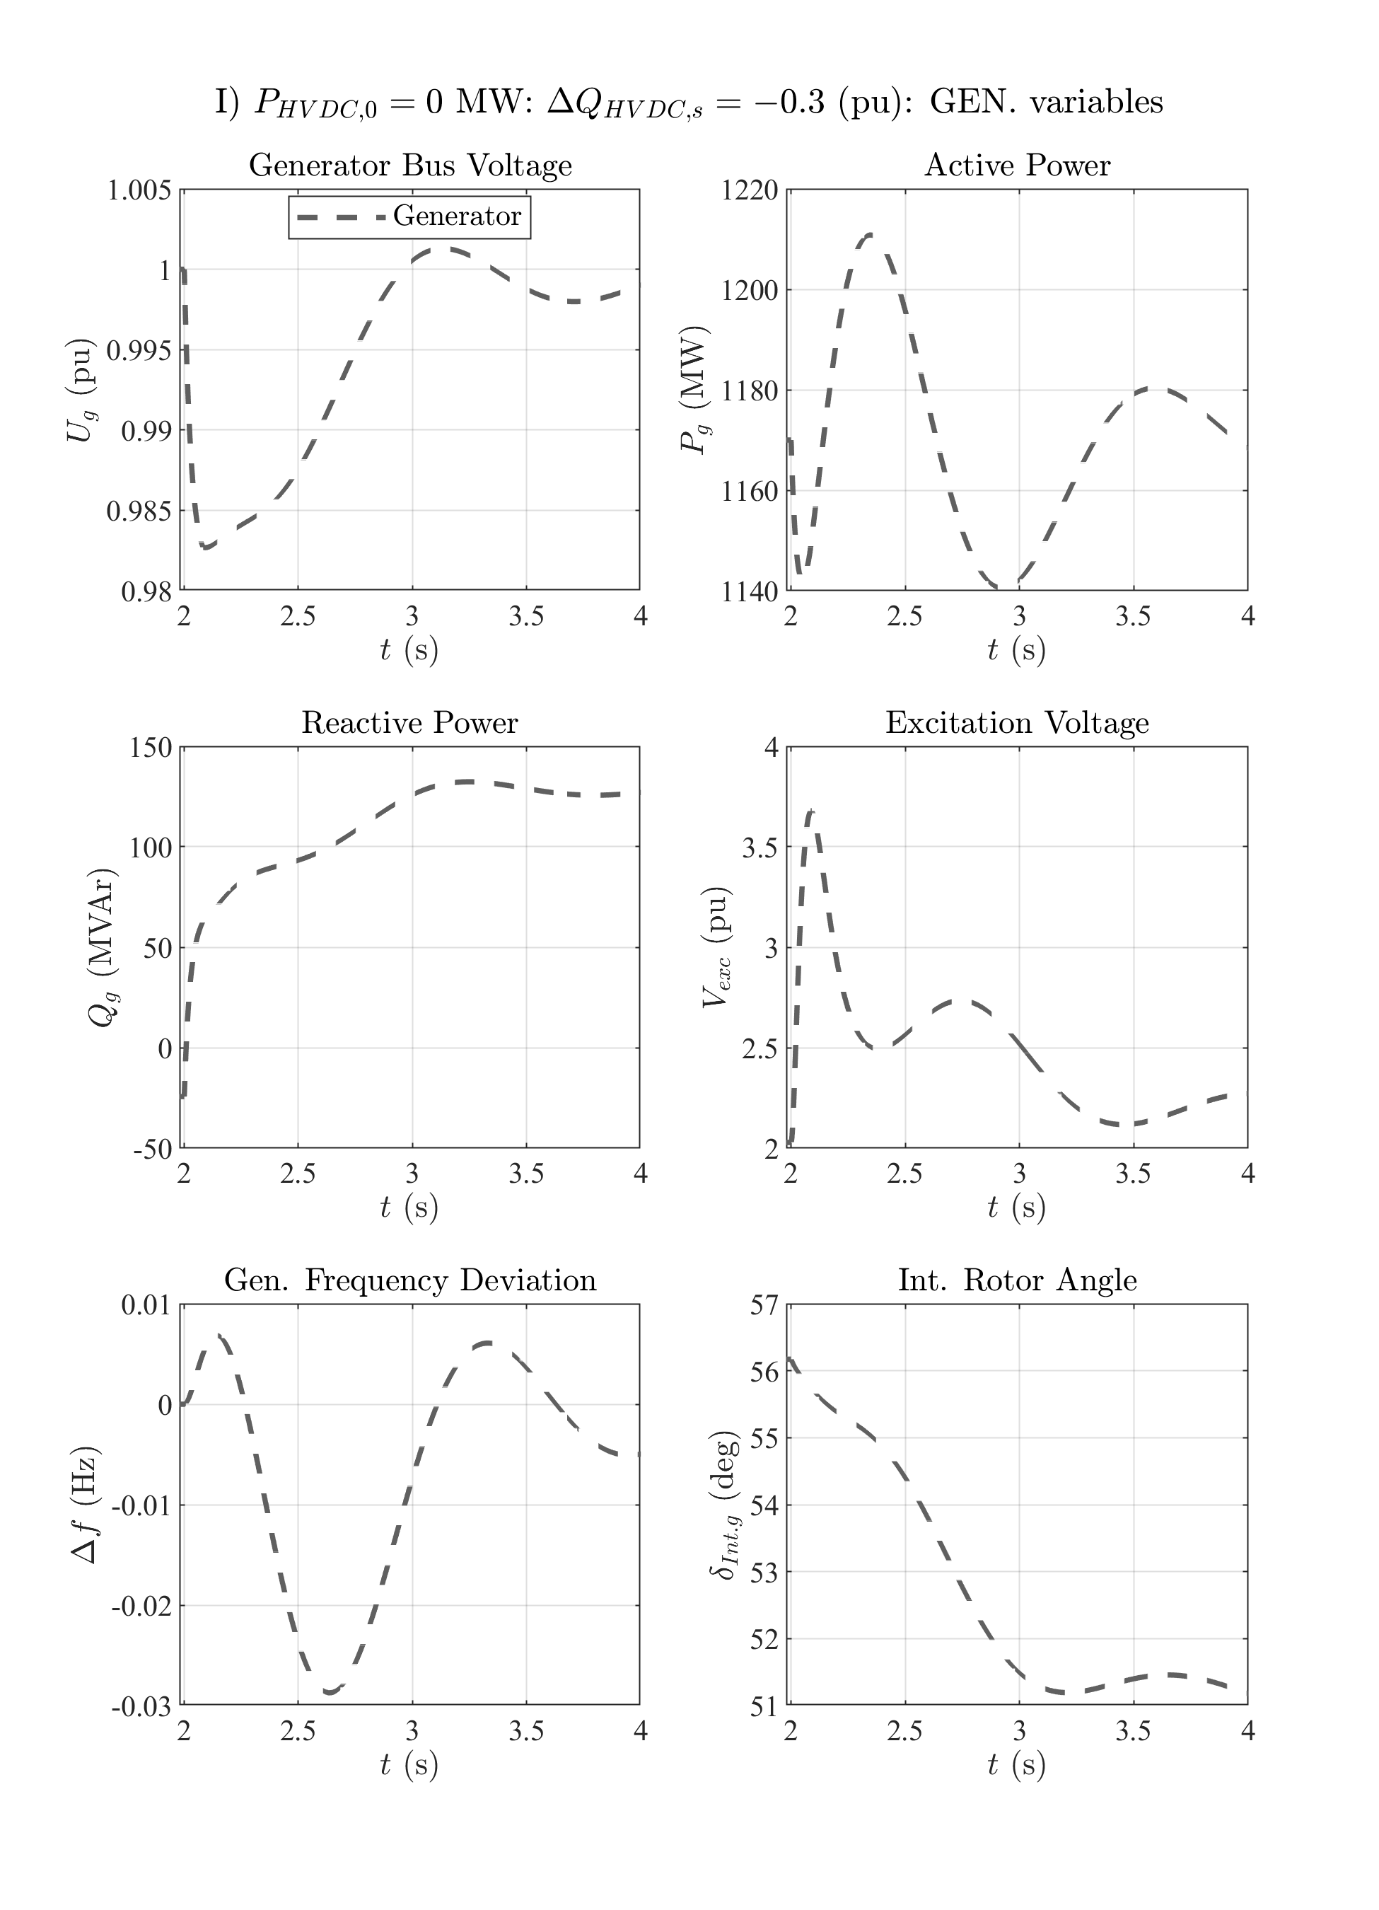 I) P_{HVDC,0} = 0 MW: ΔQ_{HVDC,s} = −0.3 (pu): GEN. variables
Generator Bus Voltage
Generator
1.005
1
0.995
0.99
0.985
0.98
U_g (pu)
2 2.5 3 3.5 4
t (s)
Active Power
1220
1200
1180
1160
1140
P_g (MW)
2 2.5 3 3.5 4
t (s)
Reactive Power
150
100
50
0
-50
Q_g (MVAr)
2 2.5 3 3.5 4
t (s)
Excitation Voltage
4
3.5
3
2.5
2
V_{exc} (pu)
2 2.5 3 3.5 4
t (s)
Gen. Frequency Deviation
0.01
0
-0.01
-0.02
-0.03
Δf (Hz)
2 2.5 3 3.5 4
t (s)
Int. Rotor Angle
57
56
55
54
53
52
51
δ_{Int.g} (deg)
2 2.5 3 3.5 4
t (s)